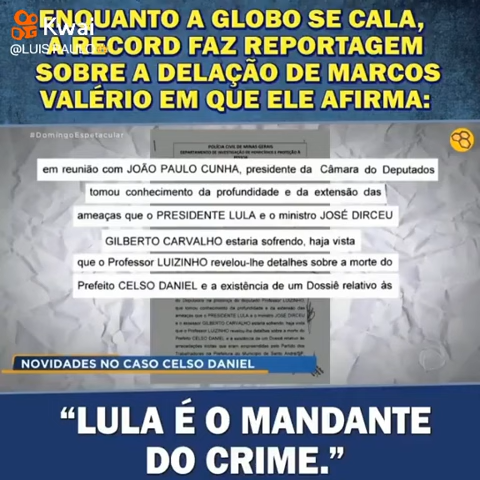 ENQUANTO A GLOBO SE CALA,
A RECORD FAZ REPORTAGEM
SOBRE A DELAÇÃO DE MARCOS
VALÉRIO EM QUE ELE AFIRMA:
Kwai
@LUIS PAULO
#DomingoEspetacular
POLÍCIA CIVIL DE MINAS GERAIS
em reunião com JOÃO PAULO CUNHA, presidente da Câmara do Deputados
tomou conhecimento da profundidade e da extensão das
ameaças que o PRESIDENTE LULA e o ministro JOSÉ DIRCEU
GILBERTO CARVALHO estaria sofrendo, haja vista
que o Professor LUIZINHO revelou-lhe detalhes sobre a morte do
Prefeito CELSO DANIEL e a existência de um Dossiê relativo às
NOVIDADES NO CASO CELSO DANIEL
“LULA É O MANDANTE
DO CRIME.”